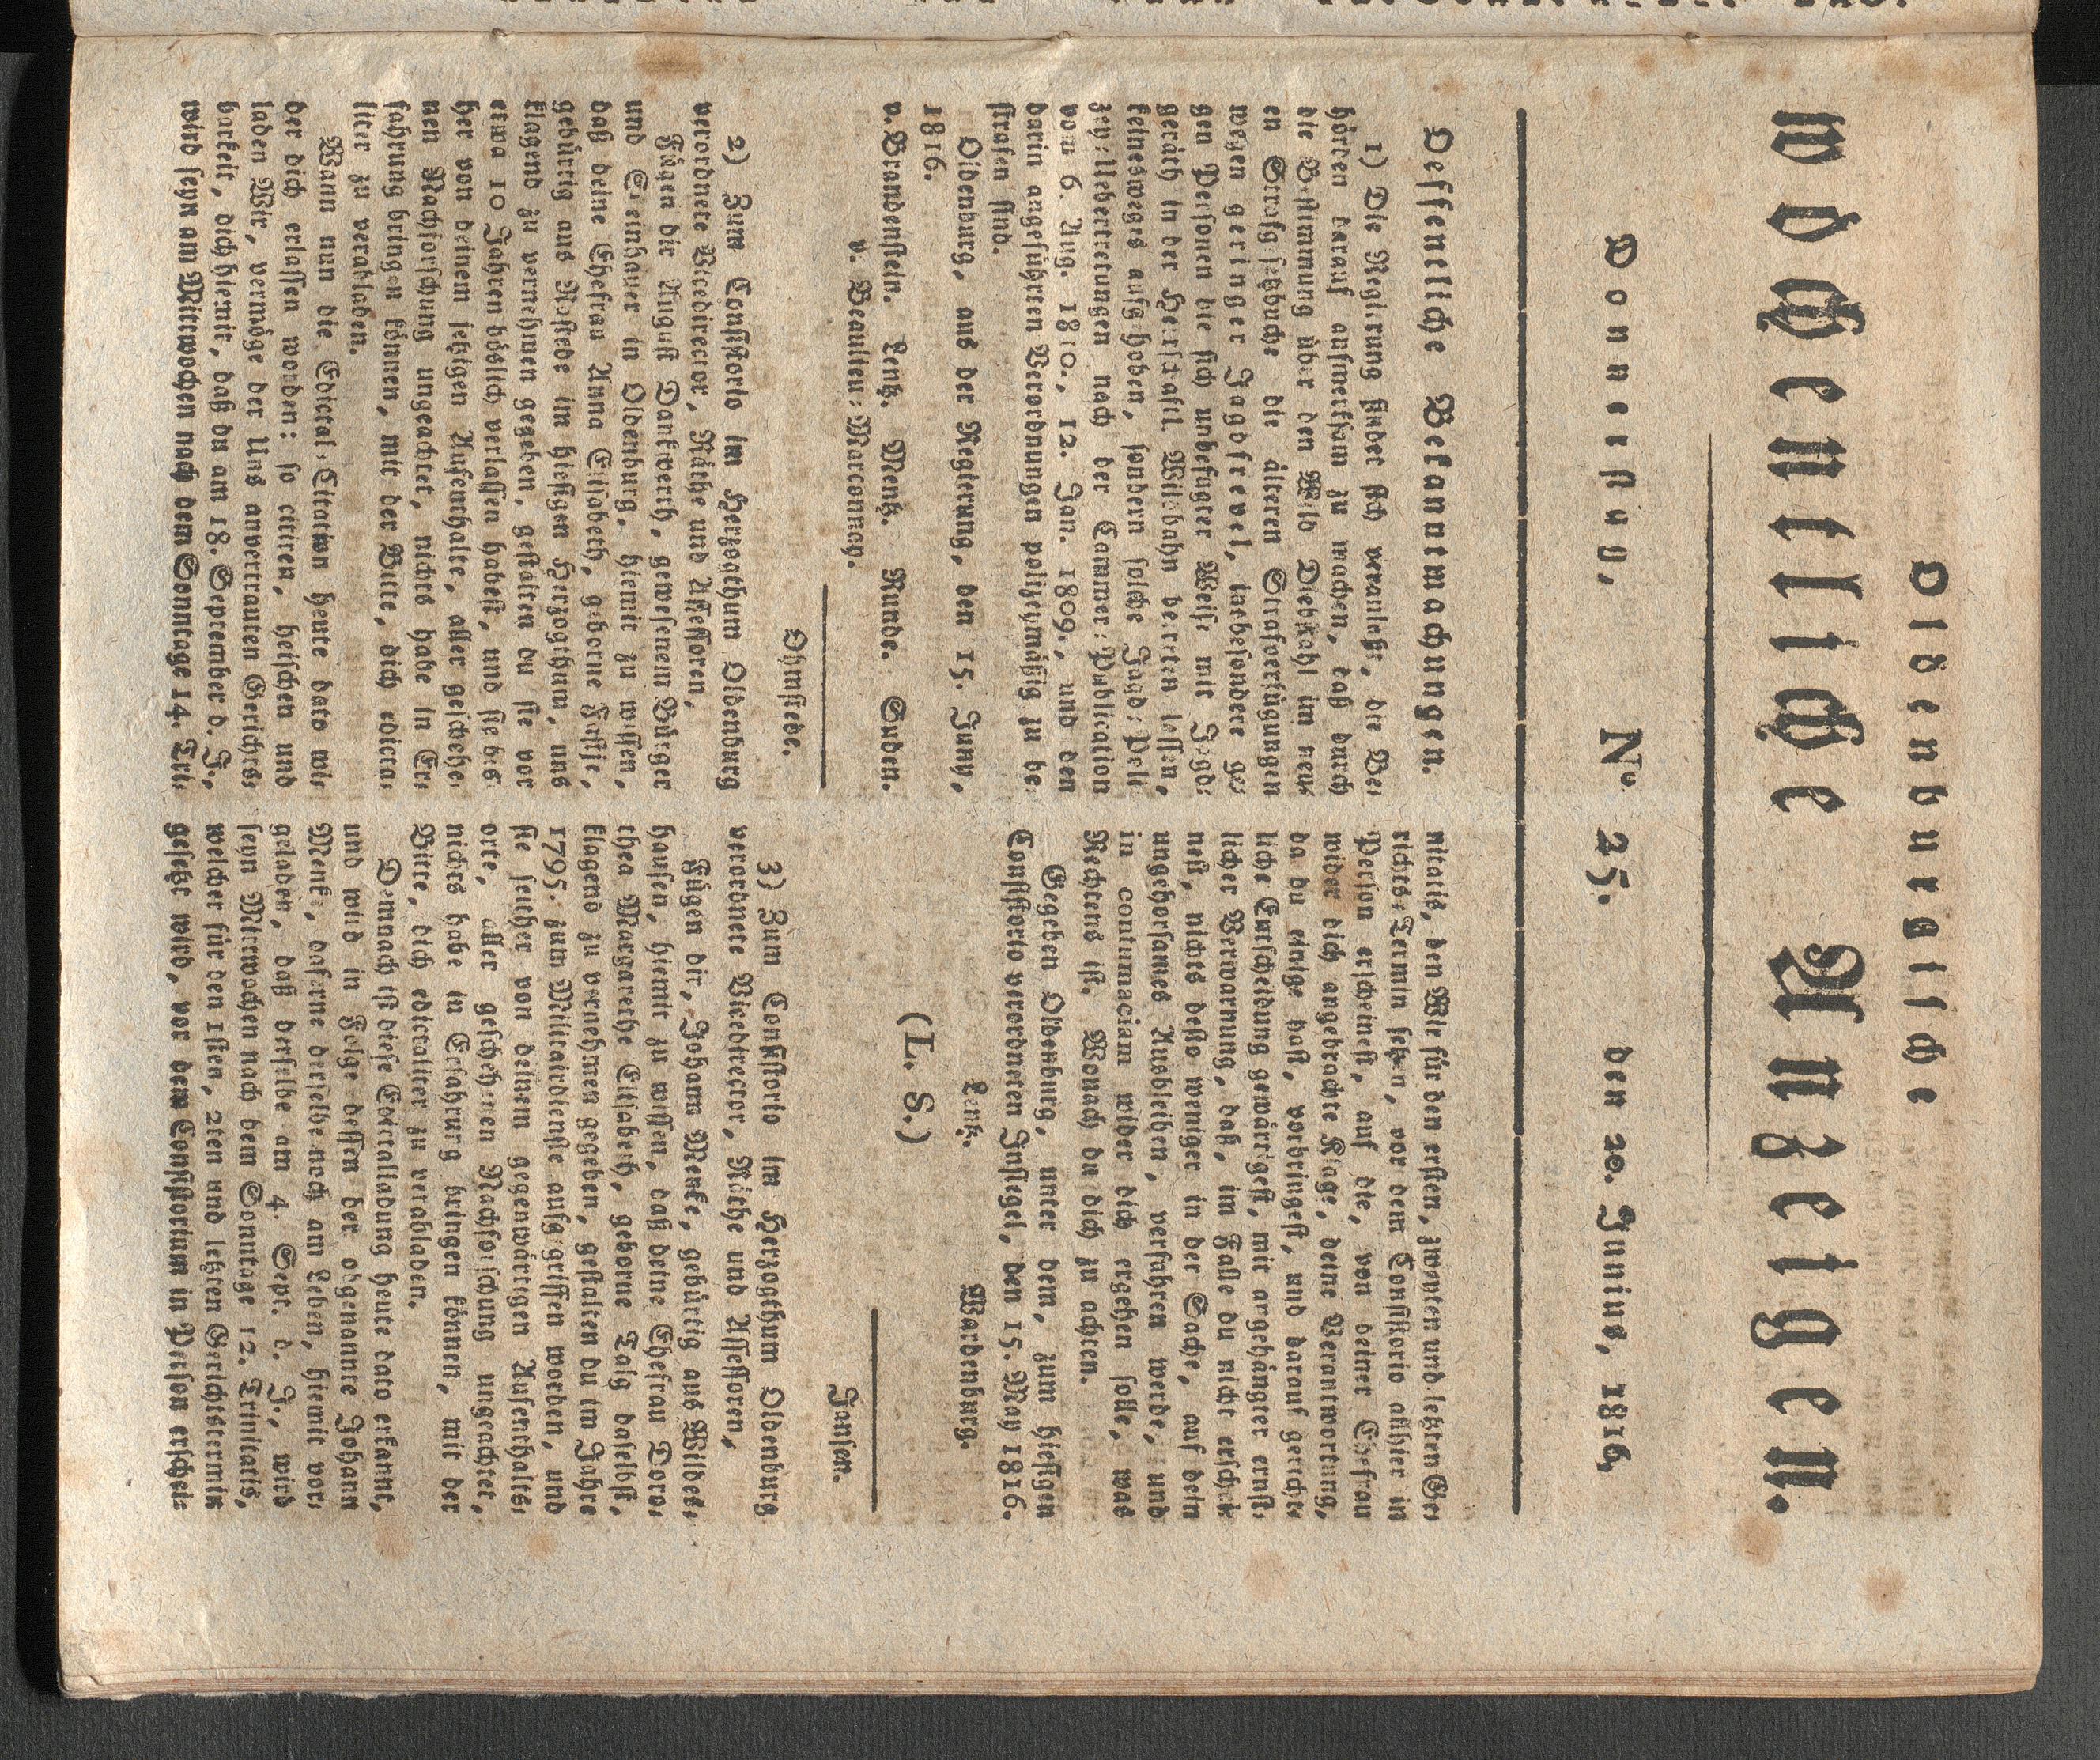 Oldenburgische
wöchentliche Anzeigen.
Donnerstag, No. 25. den 20. Junius, 1816,
Oeffentliche Bekanntmachungen.
1) Die Regierung findet sich veranlaßt, die Be-
hörden darauf aufmerksam zu machen, daß durch
die Bestimmung über den Wild Diebstahl im neu-
en Strafgesetzbuche die älteren Strafverfügungen
wegen geringer Jagdfrevel, insbesondere ge-
gen Personen die sich unbefugter Weise mit Jagd-
geräth in der Herrschaftl. Wildbahn betreten lassen,
keinesweges aufgehoben, sondern solche Jagd-Poli-
zey-Uebertretungen nach der Cammer-Publication
vom 6. Aug. 1810., 12. Jan. 1809., und den
darin angeführten Verordnungen polizeymäßig zu be-
strafen sind.
Oldenburg, aus der Regierung, den 15. Juny,
1816.
v. Brandenstein. Lentz. Mentz. Runde. Suden.
v. Beaulieu-Marconnay.
Ohmstede.
2) Zum Consistorio im Herzogthum Oldenburg
verordnete Vicedirector, Räthe und Assessoren,
Fügen dir August Dankwerth, gewesenem Bürger
und Steinhauer in Oldenburg, hiemit zu wissen,
daß deine Ehefrau Anna Elisabeth, geborne Fastje,
gebürtig aus Rastede im hiesigen Herzogthum, uns
klagend zu vernehmen gegeben, gestalten du sie vor
etwa 10 Jahren böslich verlassen habest, und sie bis-
her von deinem jetzigen Aufenthalte, aller geschehe-
nen Nachforschung ungeachtet, nichts habe in Er-
fahrung bringen können, mit der Bitte, dich edicta-
liter zu verabladen.
Wann nun die Edictal-Citation heute dato wi-
der dich erlassen worden: so citiren, heischen und
laden Wir, vermöge der Uns anvertrauten Gerichts-
barkeit, dich hiemit, daß du am 18. September d. J.,
wird seyn am Mittwochen nach dem Sonntage 14. Tri-
nitatis, den Wir für den ersten, zweyten und letzten Ge-
richts-Termin setzen, vor dem Consistorio allhier in
Person erscheinest, auf die, von deiner Ehefrau
wider dich angebrachte Klage, deine Verantwortung,
da du einige hast, vorbringest, und darauf gericht-
liche Entscheidung gewärtigest, mit angehängter ernst-
licher Verwarnung, daß, im Falle du nicht erschei-
nest, nichts desto weniger in der Sache, auf dein
ungehorsames Ausbleiben, verfahren werde, und
in contumaciam wider dich ergehen solle, was
Rechtens ist. Wonach du dich zu achten.
Gegeben Oldenburg, unter dem, zum hiesigen
Consistorio verordneten Insiegel, den 15. May 1816.
Lentz. Wardenburg.
(L. S.)
Jansen.
3) Zum Consistorio im Herzogthum Oldenburg
verordnete Vicedirector, Räthe und Assessoren,
Fügen dir, Johann Menke, gebürtig aus Wildes-
hausen, hiemit zu wissen, daß deine Ehefrau Doro-
thea Margarethe Elisabeth, geborne Talg daselbst,
klagend zu vernehmen gegeben, gestalten du im Jahre
1795. zum Militairdienste aufgegriffen worden, und
sie seither von deinem gegenwärtigen Aufenthalts-
orte, aller geschehenen Nachforschung ungeachtet,
nichts habe in Erfahrung bringen können, mit der
Bitte, dich edictaliter zu verabladen.
Demnach ist diese Edictalladung heute dato erkannt,
und wird in Folge dessen der obgenannte Johann
Menke, daferne derselbe noch am Leben, hiemit vor-
geladen, daß derselbe am 4. Sept. d. J., wird
seyn Mittwochen nach dem Sonntage 12. Trinitatis,
welcher für den 1sten, 2ten und letzten Gerichtstermin
gesetzt wird, vor dem Consistorium in Person erschei-